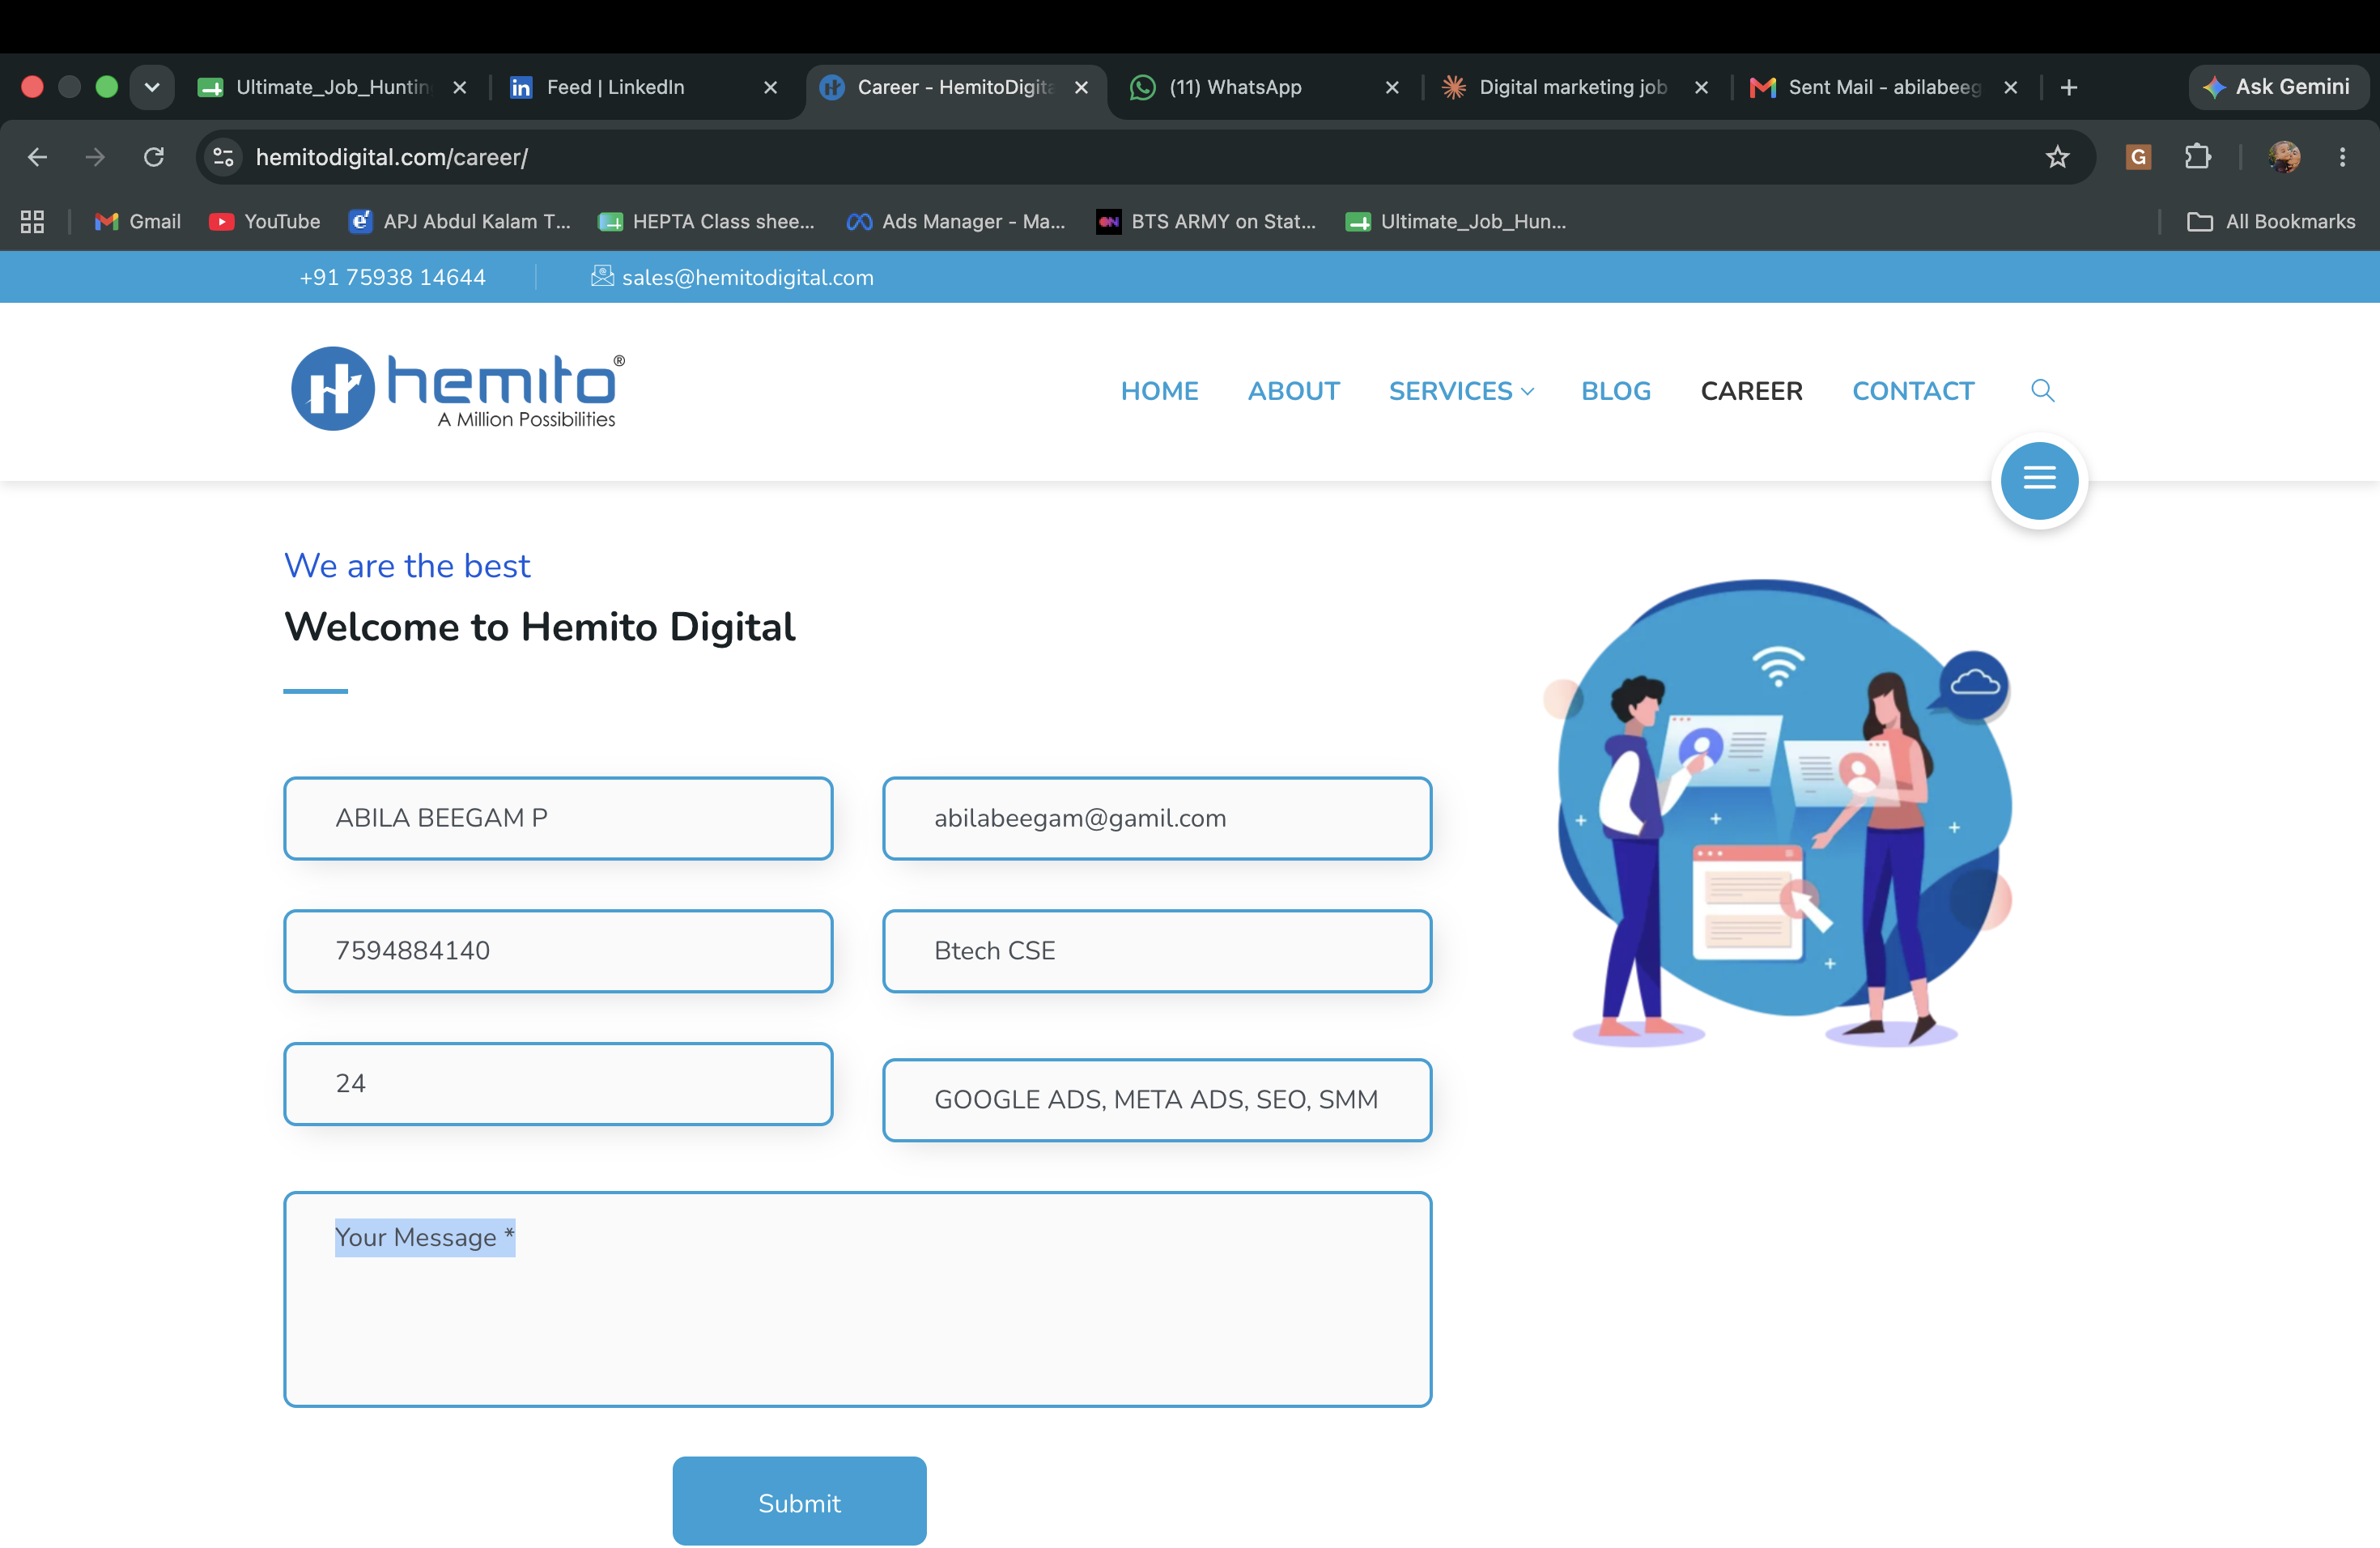 Ultimate_Job_Huntin
Feed | LinkedIn
Career - HemitoDigita
(11) WhatsApp
Digital marketing job
Sent Mail - abilabeeg
Ask Gemini
hemitodigital.com/career/
G
Gmail
YouTube
APJ Abdul Kalam T...
HEPTA Class shee...
Ads Manager - Ma...
BTS ARMY on Stat...
Ultimate_Job_Hun...
All Bookmarks
+91 75938 14644
sales@hemitodigital.com
hemito®
A Million Possibilities
HOME
ABOUT
SERVICES
BLOG
CAREER
CONTACT
We are the best
Welcome to Hemito Digital
ABILA BEEGAM P
abilabeegam@gamil.com
7594884140
Btech CSE
24
GOOGLE ADS, META ADS, SEO, SMM
Your Message *
Submit